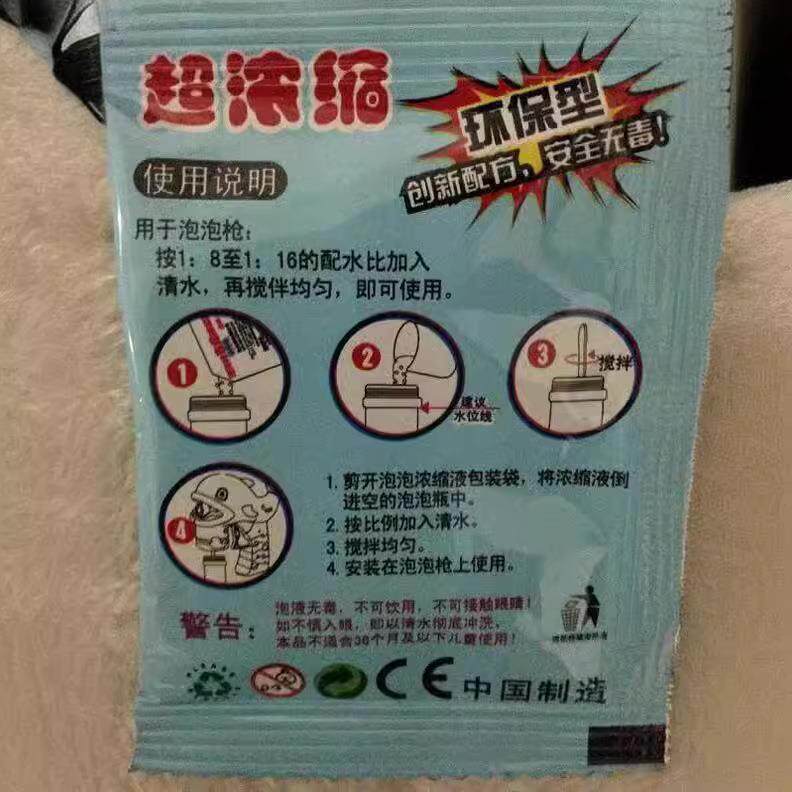 超浓缩
环保型
创新配方，安全无毒！
使用说明
用于泡泡枪：
按1：8至1：16的配水比加入
清水，再搅伴均匀，即可使用。
1
2
建议
水位线
3
搅拌
4
1. 剪开泡泡浓缩液包装袋，将浓缩液倒
进空的泡泡瓶中。
2. 按比例加入清水。
3. 搅拌均匀。
4. 安装在泡泡枪上使用。
警告：
泡液无毒，不可饮用，不可接触眼睛！
如不慎入眼，即以清水彻底冲洗，
本品不适合36个月及以下儿童使用！
CE
中国制造